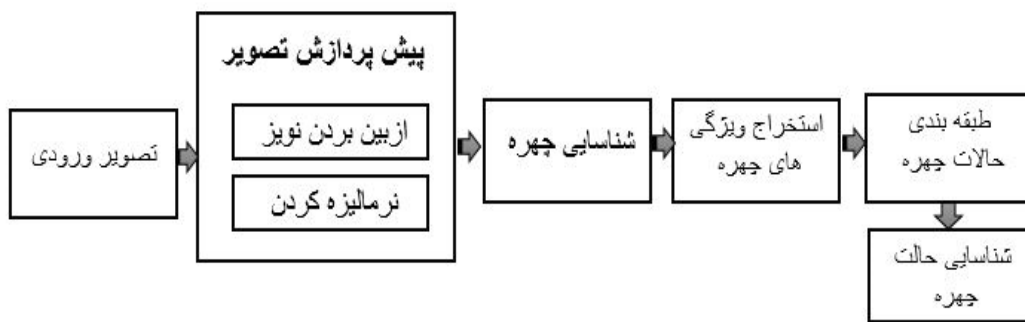 تصویر ورودی
پیش پردازش تصویر
ازبین بردن نویز
نرمالیزه کردن
شناسایی چهره
استخراج ویژگی
های چهره
طبقه بندی
حالات چهره
شناسایی حالت
چهره